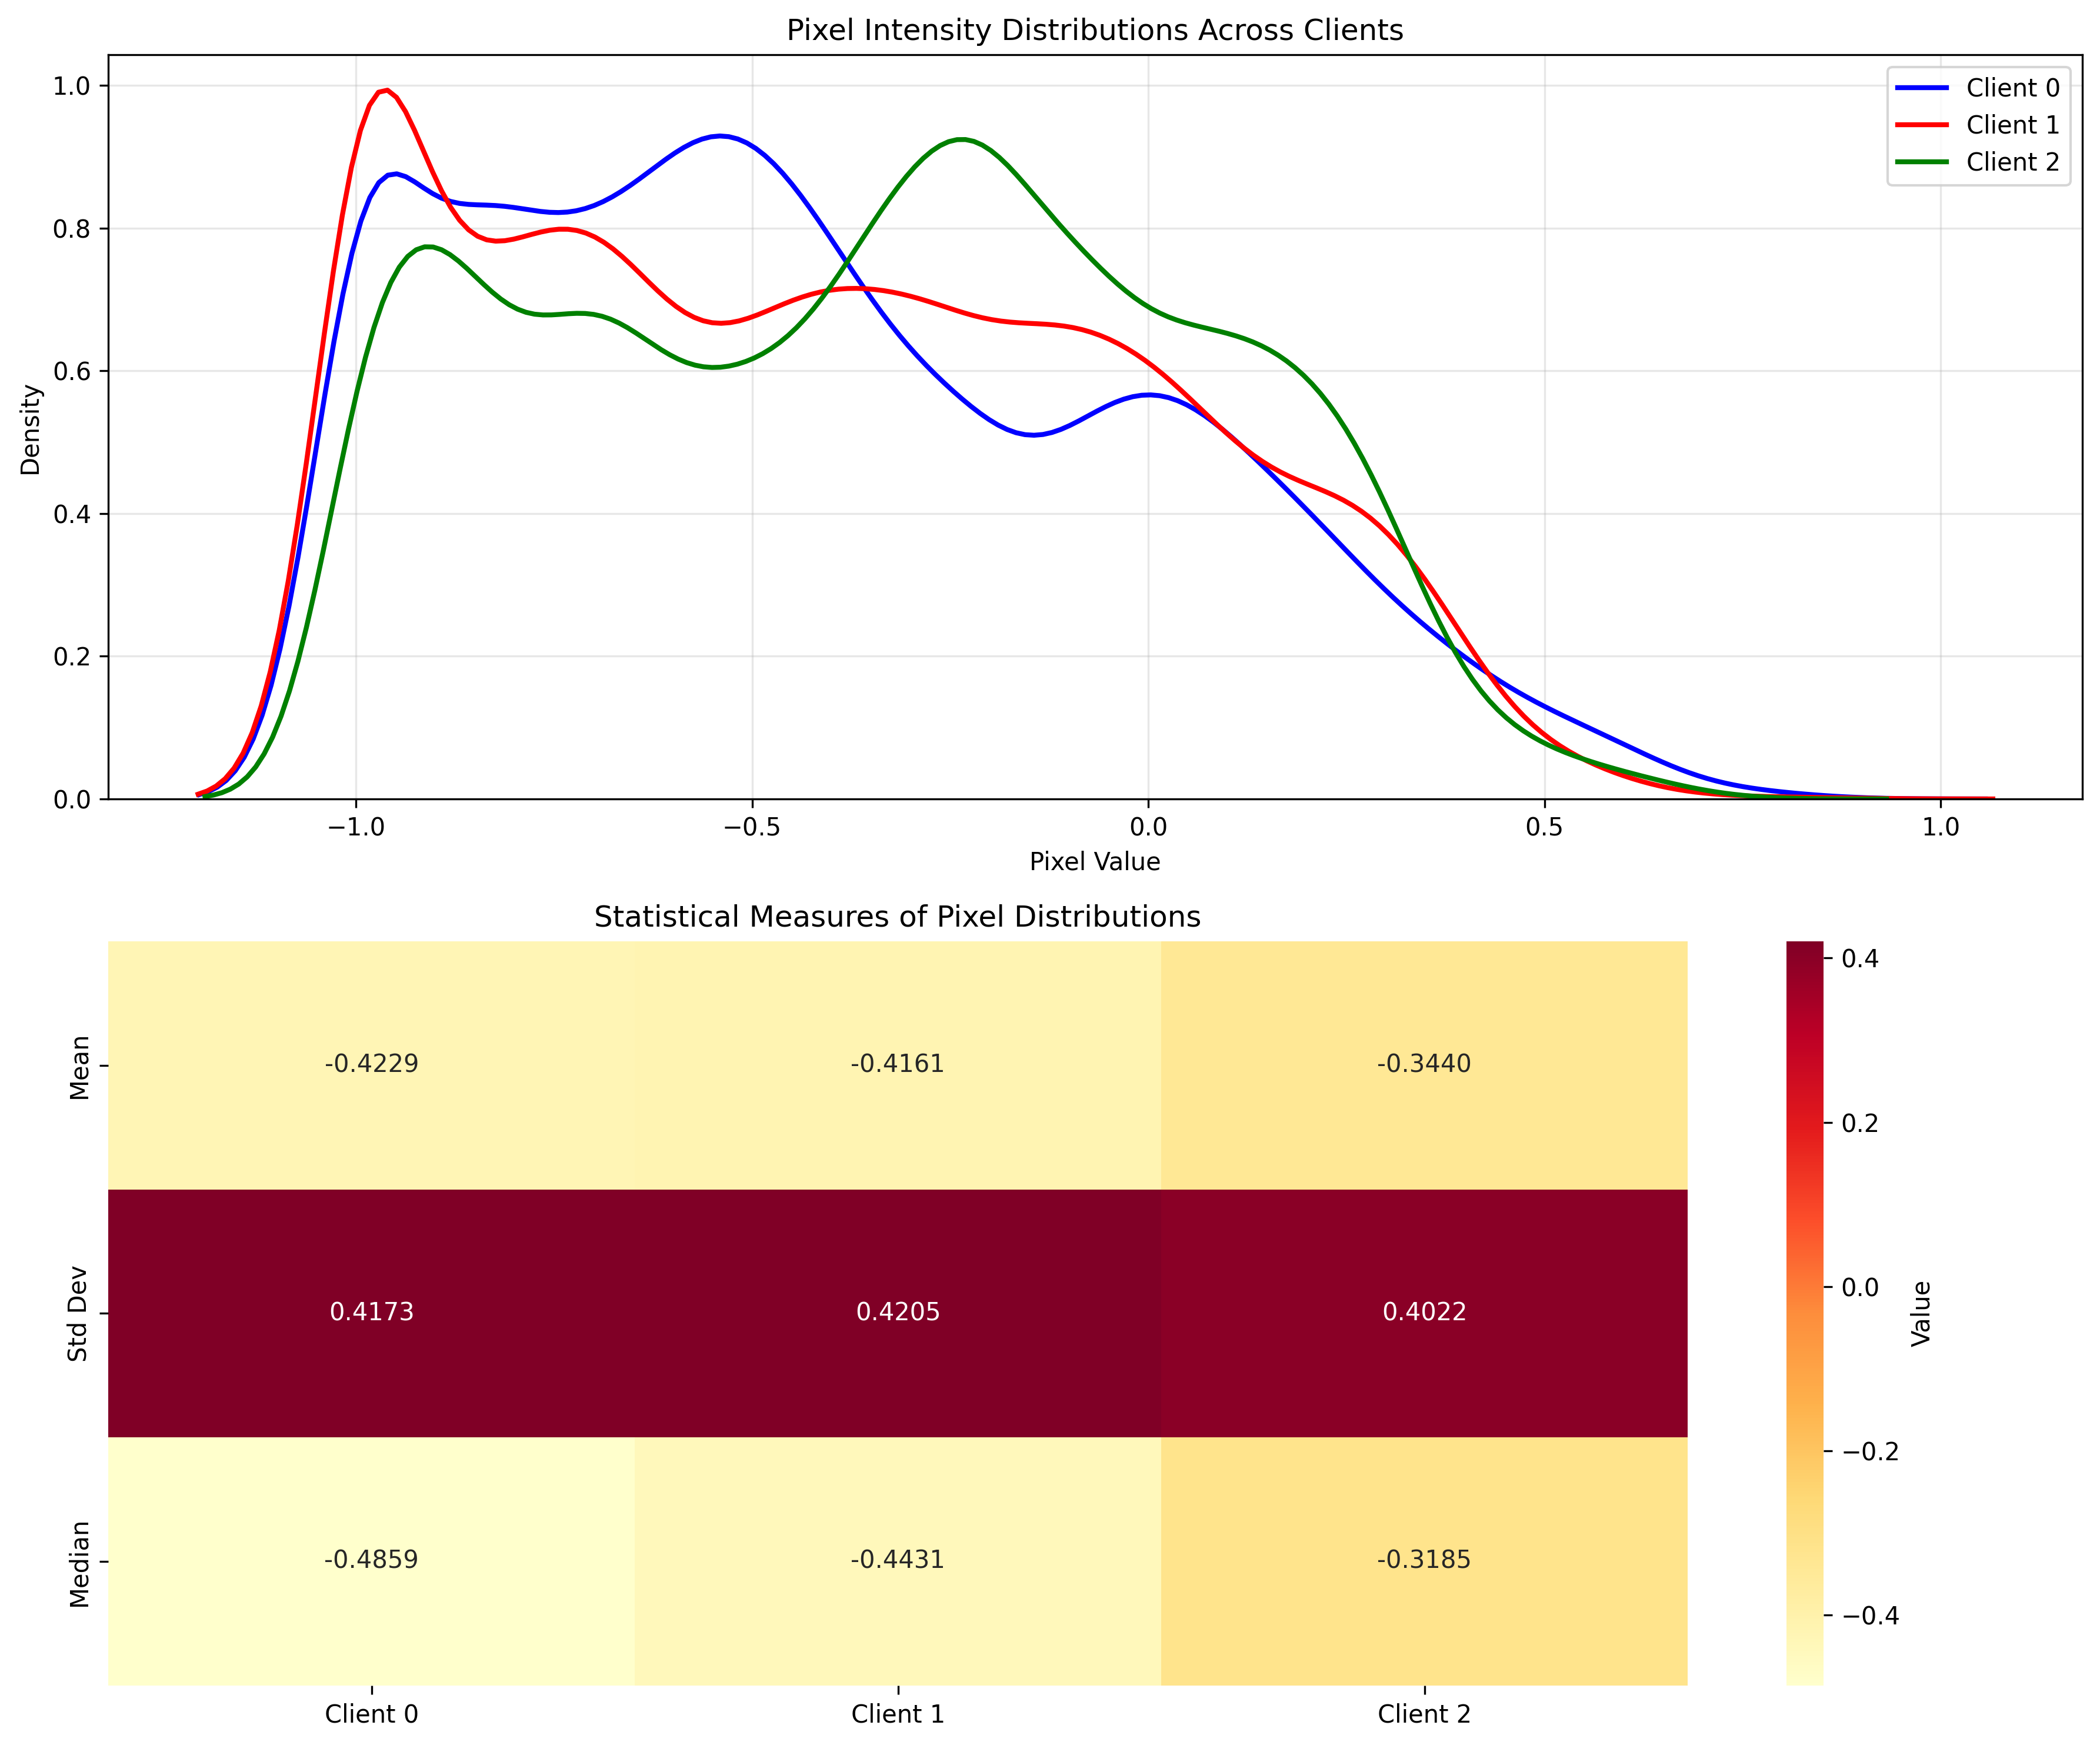 Pixel Intensity Distributions Across Clients
Client 0
Client 1
Client 2
1.0
0.8
0.6
0.4
0.2
0.0
Density
−1.0 −0.5 0.0 0.5 1.0
Pixel Value
Statistical Measures of Pixel Distributions
Mean -0.4229 -0.4161 -0.3440
Std Dev 0.4173 0.4205 0.4022
Median -0.4859 -0.4431 -0.3185
Client 0 Client 1 Client 2
0.4
0.2
0.0
−0.2
−0.4
Value